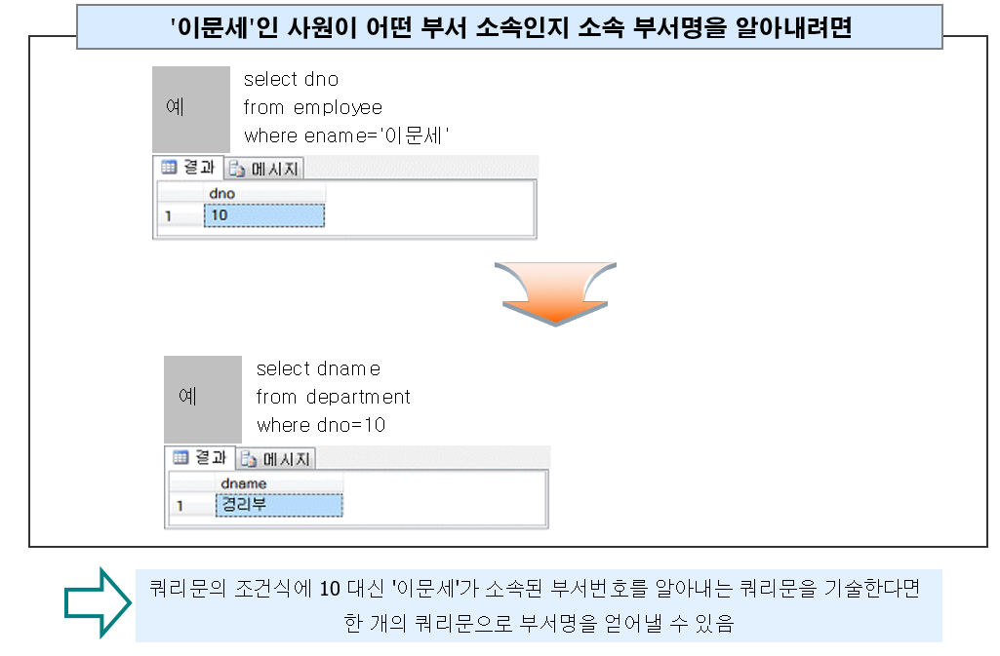 '이문세'인 사원이 어떤 부서 소속인지 소속 부서명을 알아내려면
예
select dno
from employee
where ename='이문세'
결과 메시지
dno
1 10
예
select dname
from department
where dno=10
결과 메시지
dname
1 경리부
쿼리문의 조건식에 10 대신 '이문세'가 소속된 부서번호를 알아내는 쿼리문을 기술한다면
한 개의 쿼리문으로 부서명을 얻어낼 수 있음